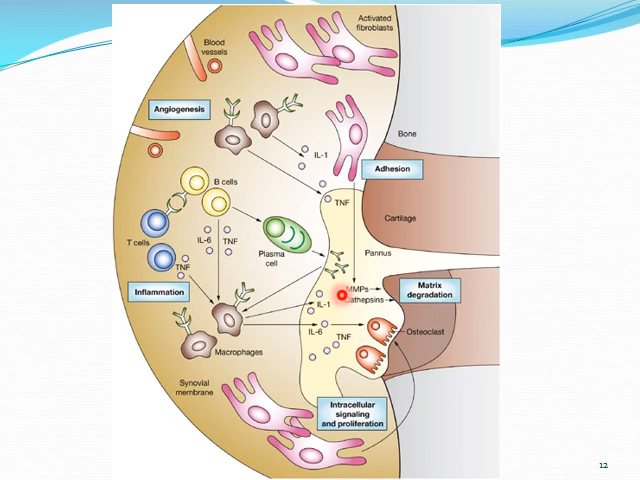 Activated
fibroblasts
Blood
vessels
Angiogenesis
Bone
IL-1
Adhesion
B cells
TNF
Cartilage
T cells
IL-6
TNF
Plasma
cell
Pannus
TNF
Inflammation
MMPs
Cathepsins
Matrix
degradation
IL-1
IL-6
TNF
Osteoclast
Macrophages
Synovial
membrane
Intracellular
signaling
and proliferation
12